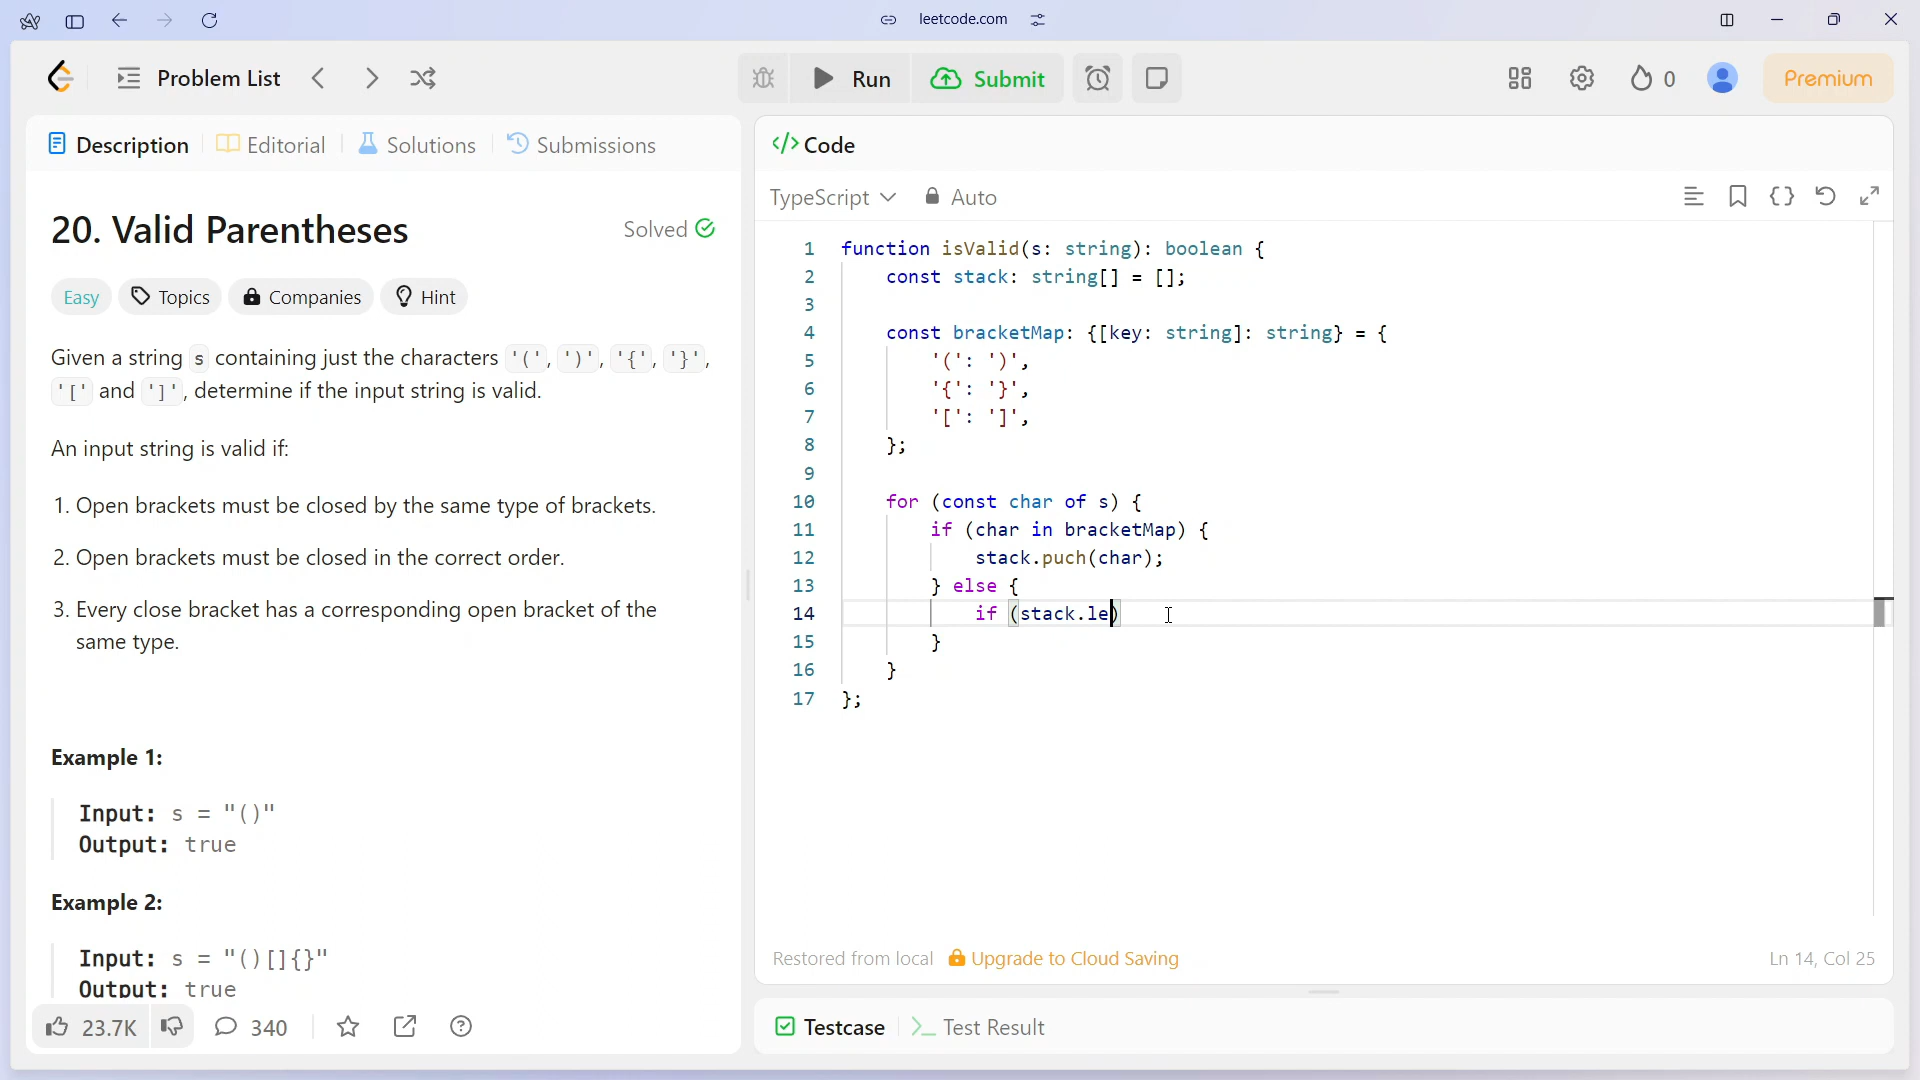 leetcode.com
Problem List
Run
Submit
0
Premium
Description
Editorial
Solutions
Submissions
</> Code
TypeScript
Auto
20. Valid Parentheses
Solved
Easy
Topics
Companies
Hint
Given a string s containing just the characters '(', ')', '{', '}',
'[' and ']', determine if the input string is valid.
An input string is valid if:
1. Open brackets must be closed by the same type of brackets.
2. Open brackets must be closed in the correct order.
3. Every close bracket has a corresponding open bracket of the
same type.
Example 1:
Input: s = "()"
Output: true
Example 2:
Input: s = "()[]{}"
Output: true
23.7K
340
1 function isValid(s: string): boolean {
2     const stack: string[] = [];
3
4     const bracketMap: {[key: string]: string} = {
5         '(': ')',
6         '{': '}',
7         '[': ']',
8     };
9
10     for (const char of s) {
11         if (char in bracketMap) {
12             stack.puch(char);
13         } else {
14             if (stack.le)
15         }
16     }
17 };
Restored from local
Upgrade to Cloud Saving
Ln 14, Col 25
Testcase
Test Result